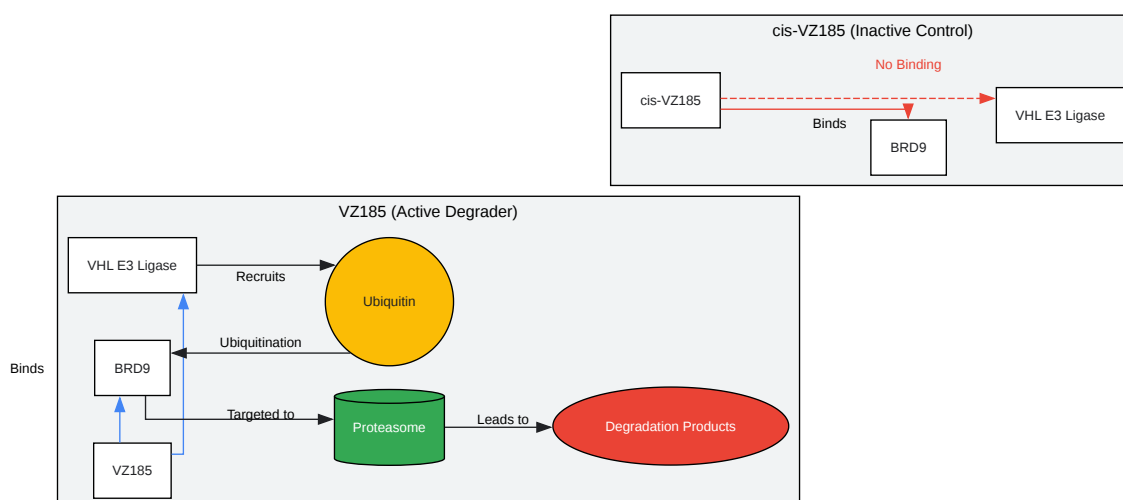 cis-VZ185 (Inactive Control)
No Binding
cis-VZ185
VHL E3 Ligase
Binds
BRD9
VZ185 (Active Degrader)
VHL E3 Ligase
Recruits
Ubiquitin
Ubiquitination
BRD9
Binds
Targeted to
Proteasome
Leads to
Degradation Products
VZ185